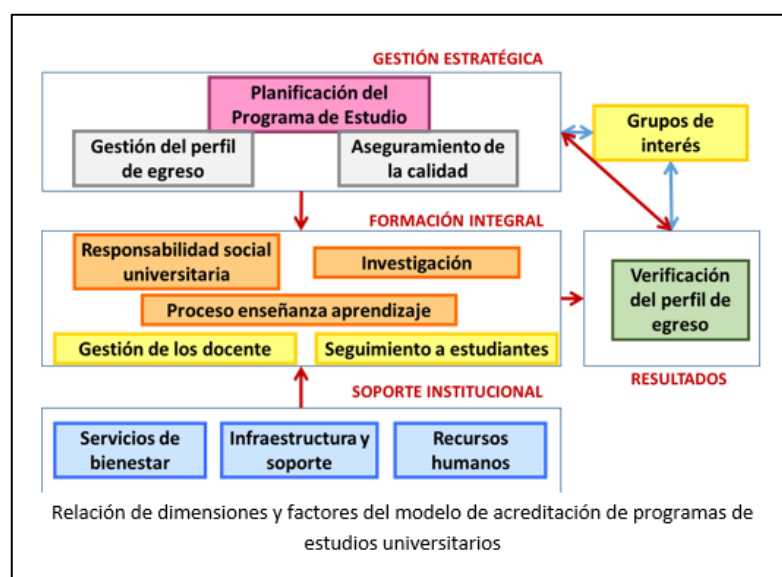 GESTIÓN ESTRATÉGICA
Planificación del
Programa de Estudio
Gestión del perfil
de egreso
Aseguramiento de
la calidad
Grupos de
interés
FORMACIÓN INTEGRAL
Responsabilidad social
universitaria
Investigación
Proceso enseñanza aprendizaje
Gestión de los docente
Seguimiento a estudiantes
Verificación
del perfil de
egreso
RESULTADOS
SOPORTE INSTITUCIONAL
Servicios de
bienestar
Infraestructura y
soporte
Recursos
humanos
Relación de dimensiones y factores del modelo de acreditación de programas de
estudios universitarios